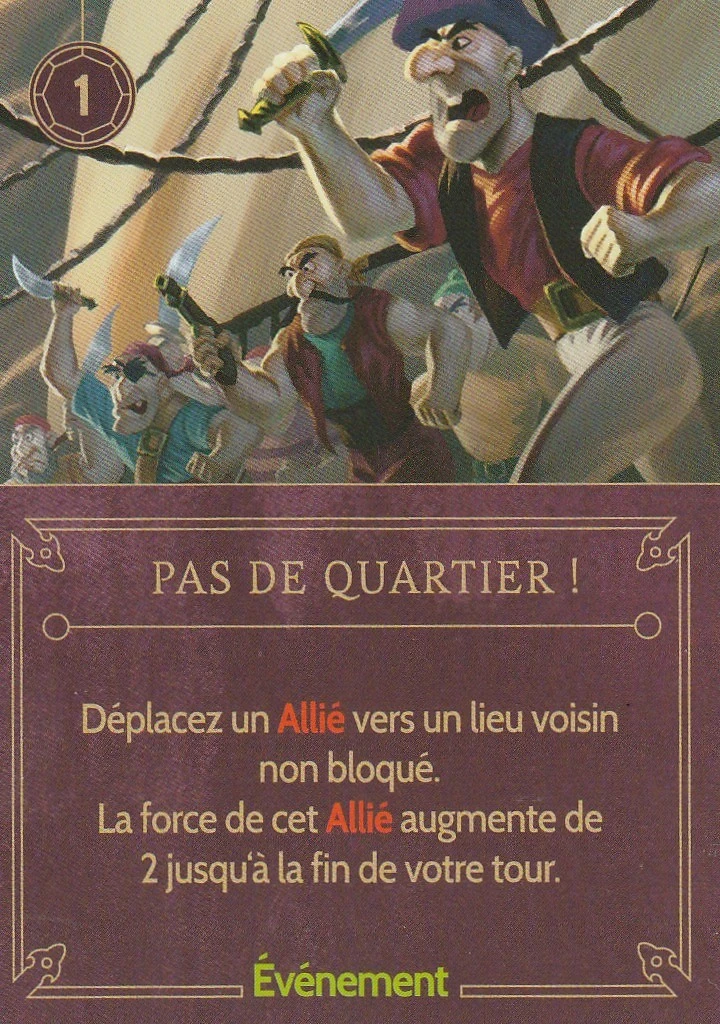 1
PAS DE QUARTIER !
Déplacez un Allié vers un lieu voisin
non bloqué.
La force de cet Allié augmente de
2 jusqu'à la fin de votre tour.
Événement